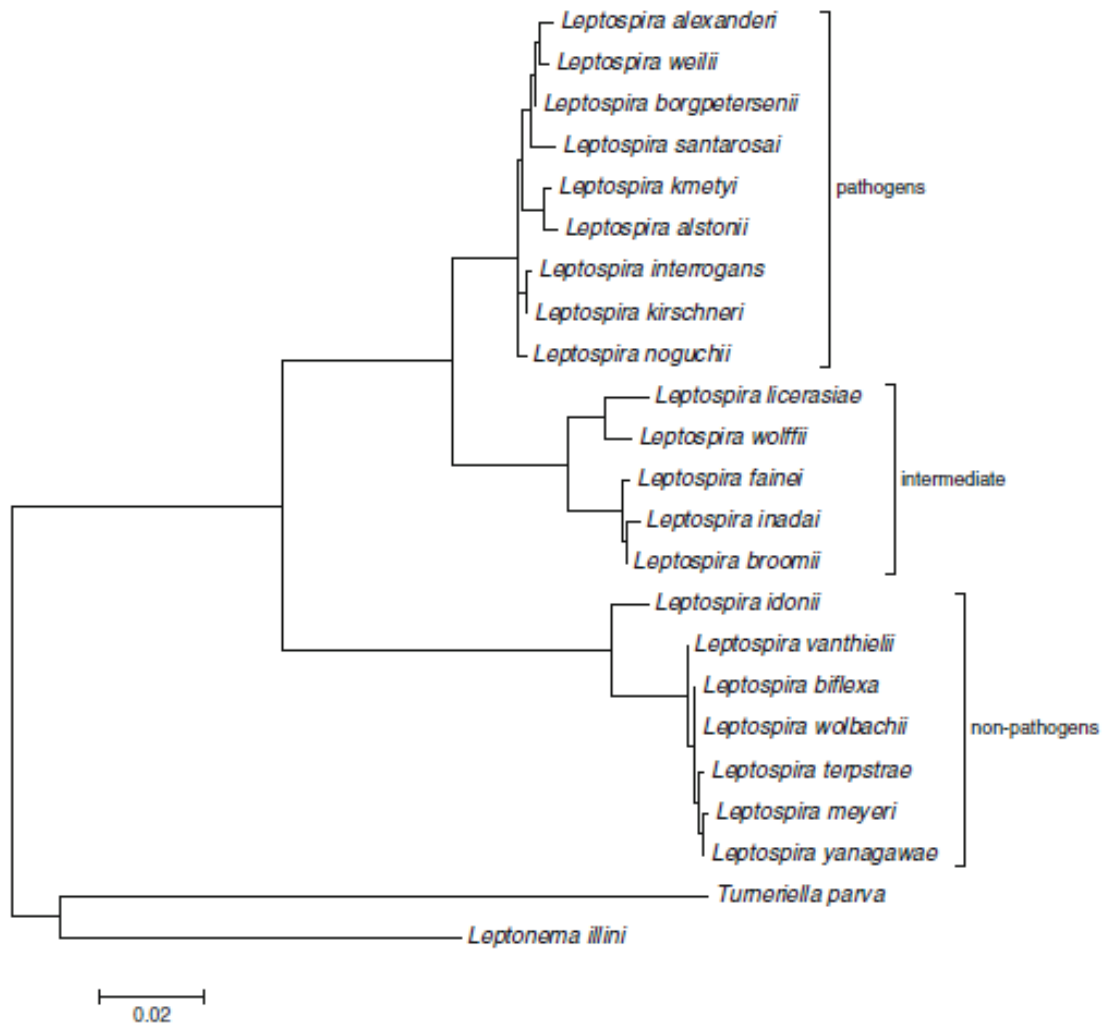 Leptospira alexanderi
Leptospira weilii
Leptospira borgpetersenii
Leptospira santarosai
Leptospira kmetyi
pathogens
Leptospira alstonii
Leptospira interrogans
Leptospira kirschneri
Leptospira noguchii
Leptospira licerasiae
Leptospira wolffii
Leptospira fainei
intermediate
Leptospira inadai
Leptospira broomii
Leptospira idonii
Leptospira vanthielii
Leptospira biflexa
Leptospira wolbachii
non-pathogens
Leptospira terpstrae
Leptospira meyeri
Leptospira yanagawae
Turneriella parva
Leptonema illini
0.02